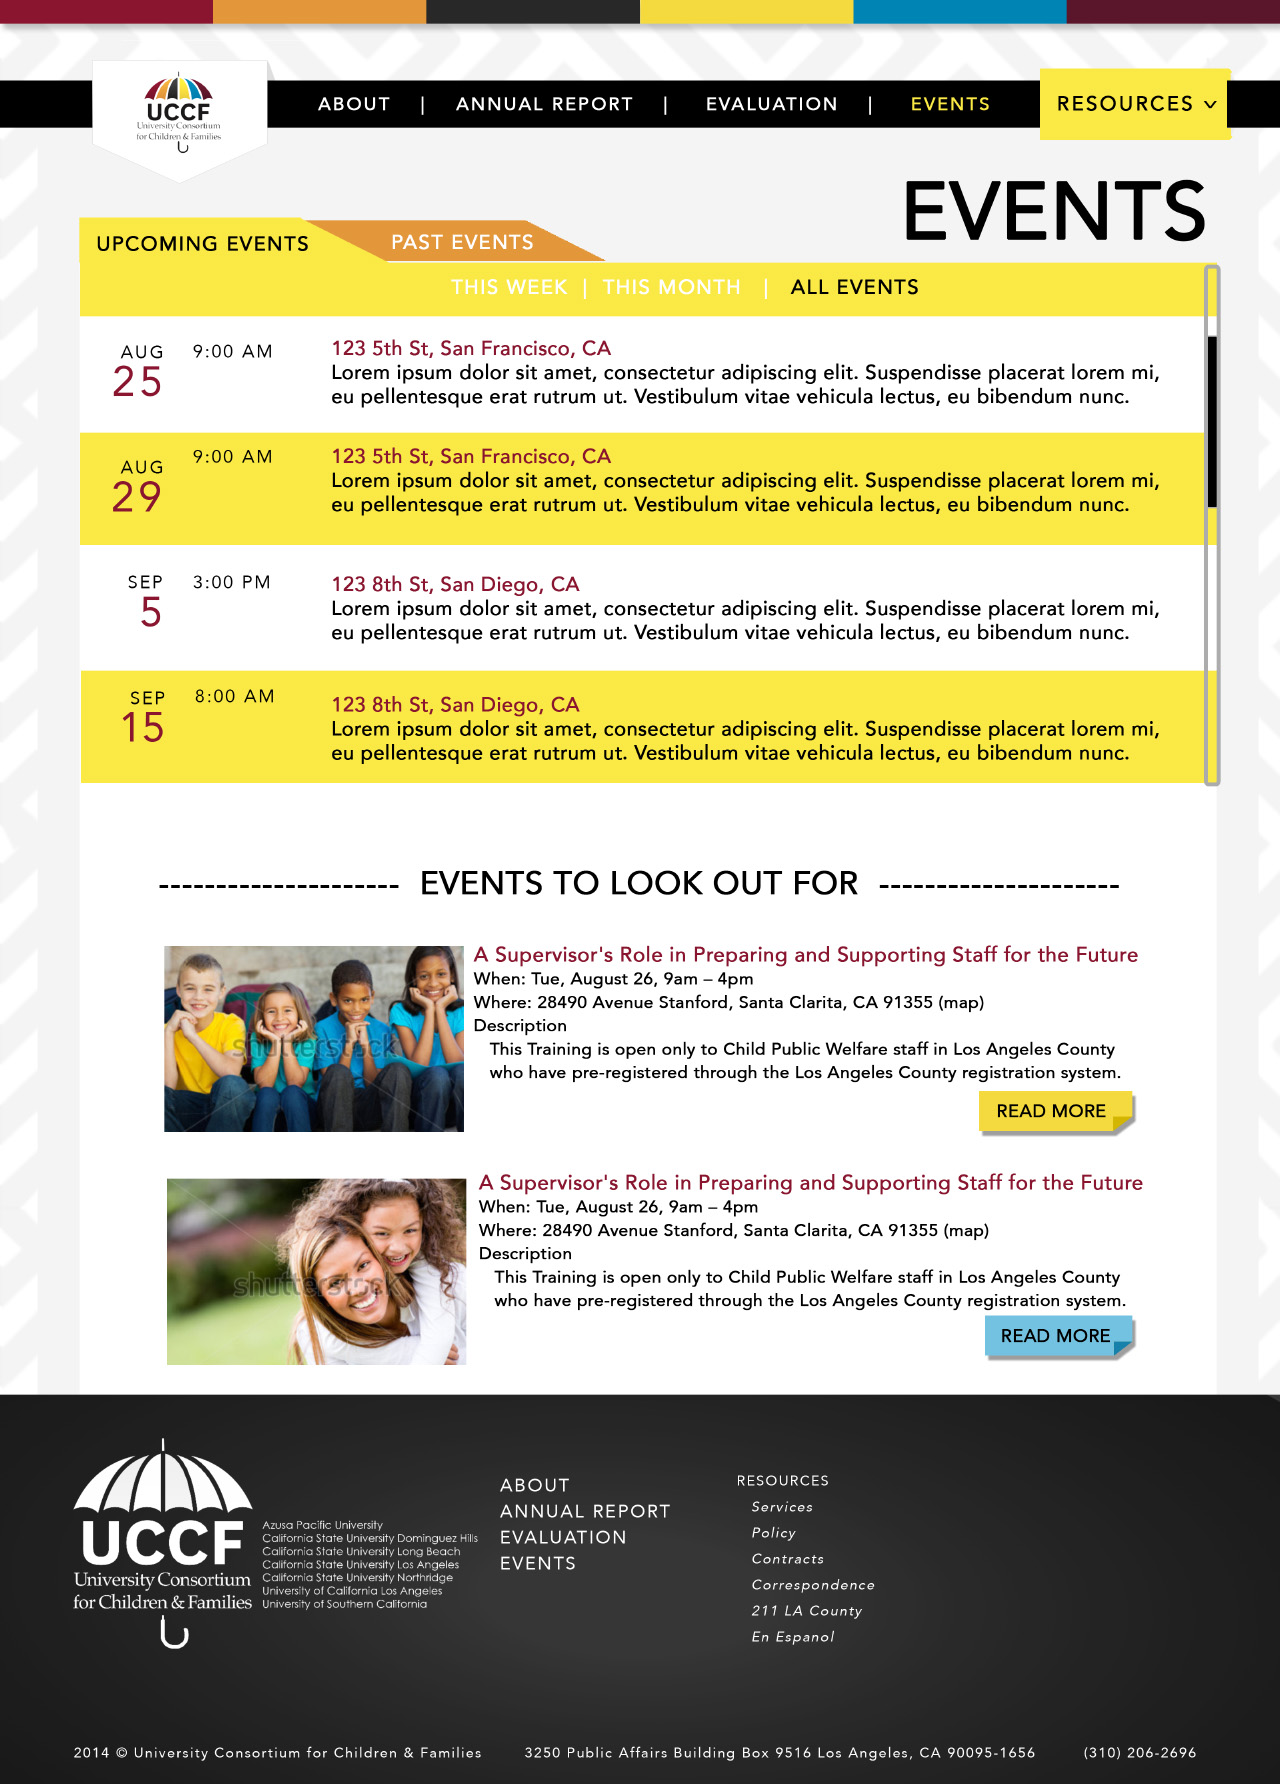 UCCF
University Consortium
for Children & Families
ABOUT | ANNUAL REPORT | EVALUATION | EVENTS
RESOURCES
EVENTS
UPCOMING EVENTS
PAST EVENTS
THIS WEEK | THIS MONTH | ALL EVENTS
AUG
25
9:00 AM
123 5th St, San Francisco, CA
Lorem ipsum dolor sit amet, consectetur adipiscing elit. Suspendisse placerat lorem mi,
eu pellentesque erat rutrum ut. Vestibulum vitae vehicula lectus, eu bibendum nunc.
AUG
29
9:00 AM
123 5th St, San Francisco, CA
Lorem ipsum dolor sit amet, consectetur adipiscing elit. Suspendisse placerat lorem mi,
eu pellentesque erat rutrum ut. Vestibulum vitae vehicula lectus, eu bibendum nunc.
SEP
5
3:00 PM
123 8th St, San Diego, CA
Lorem ipsum dolor sit amet, consectetur adipiscing elit. Suspendisse placerat lorem mi,
eu pellentesque erat rutrum ut. Vestibulum vitae vehicula lectus, eu bibendum nunc.
SEP
15
8:00 AM
123 8th St, San Diego, CA
Lorem ipsum dolor sit amet, consectetur adipiscing elit. Suspendisse placerat lorem mi,
eu pellentesque erat rutrum ut. Vestibulum vitae vehicula lectus, eu bibendum nunc.
--------------------- EVENTS TO LOOK OUT FOR ---------------------
shutterstock
A Supervisor's Role in Preparing and Supporting Staff for the Future
When: Tue, August 26, 9am – 4pm
Where: 28490 Avenue Stanford, Santa Clarita, CA 91355 (map)
Description
This Training is open only to Child Public Welfare staff in Los Angeles County
who have pre-registered through the Los Angeles County registration system.
READ MORE
shutterstock
A Supervisor's Role in Preparing and Supporting Staff for the Future
When: Tue, August 26, 9am – 4pm
Where: 28490 Avenue Stanford, Santa Clarita, CA 91355 (map)
Description
This Training is open only to Child Public Welfare staff in Los Angeles County
who have pre-registered through the Los Angeles County registration system.
READ MORE
UCCF
University Consortium
for Children & Families
Azusa Pacific University
California State University Dominguez Hills
California State University Long Beach
California State University Los Angeles
California State University Northridge
University of California Los Angeles
University of Southern California
ABOUT
ANNUAL REPORT
EVALUATION
EVENTS
RESOURCES
Services
Policy
Contracts
Correspondence
211 LA County
En Espanol
2014 © University Consortium for Children & Families
3250 Public Affairs Building Box 9516 Los Angeles, CA 90095-1656
(310) 206-2696